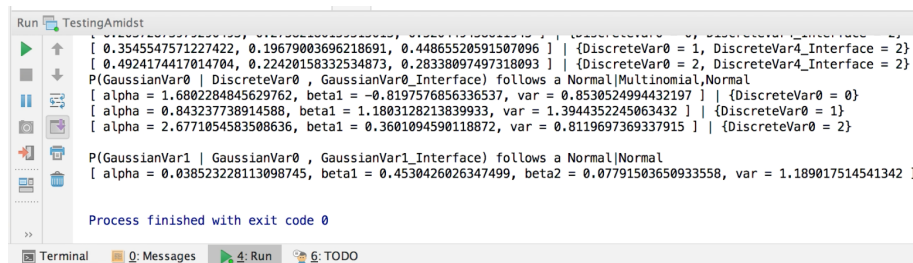 Run TestingAmidst
[ 0.3545547571227422, 0.19679003696218691, 0.44865520591507096 ] | {DiscreteVar0 = 1, DiscreteVar4_Interface = 2}
[ 0.4924174417014704, 0.22420158332534873, 0.28338097497318093 ] | {DiscreteVar0 = 2, DiscreteVar4_Interface = 2}
P(GaussianVar0 | DiscreteVar0 , GaussianVar0_Interface) follows a Normal|Multinomial,Normal
[ alpha = 1.6802284845629762, beta1 = -0.8197576856336537, var = 0.8530524994432197 ] | {DiscreteVar0 = 0}
[ alpha = 0.843237738914588, beta1 = 1.1803128213839933, var = 1.3944352245063432 ] | {DiscreteVar0 = 1}
[ alpha = 2.6771054583508636, beta1 = 0.3601094590118872, var = 0.8119697369337915 ] | {DiscreteVar0 = 2}
P(GaussianVar1 | GaussianVar0 , GaussianVar1_Interface) follows a Normal|Normal
[ alpha = 0.038523228113098745, beta1 = 0.4530426026347499, beta2 = 0.07791503650933558, var = 1.189017514541342 ]
Process finished with exit code 0
Terminal 0: Messages 4: Run 6: TODO